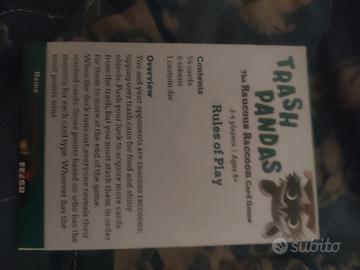 TRASH
PANDAS
The Raucous Raccoon Card Game
2-4 players | Ages 8+
Rules of Play
Contents
54 cards
6 tokens
1 custom die
Overview
You and your opponents are raucous raccoons,
tipping over trash cans for food and shiny
objects! Push your luck to acquire more cards
from the trash, but you must stash them in order
for them to score at the end of the game.
When the deck runs out, everyone reveals their
stashed cards. Score points based on who has the
majority for each card type. Whoever has the
most points wins
subito